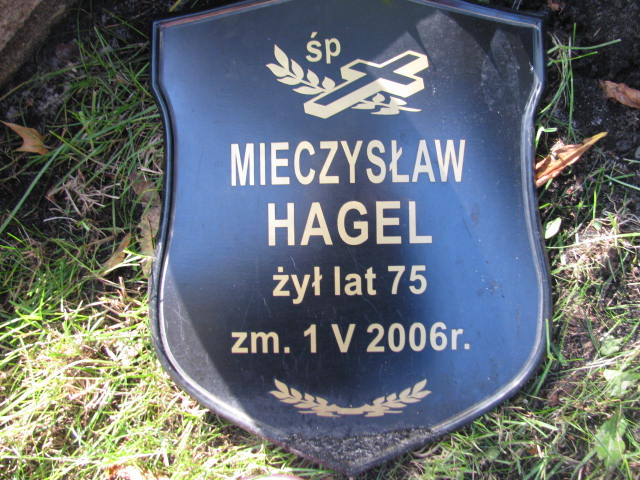 śp
MIECZYSŁAW
HAGEL
żył lat 75
zm. 1 V 2006r.